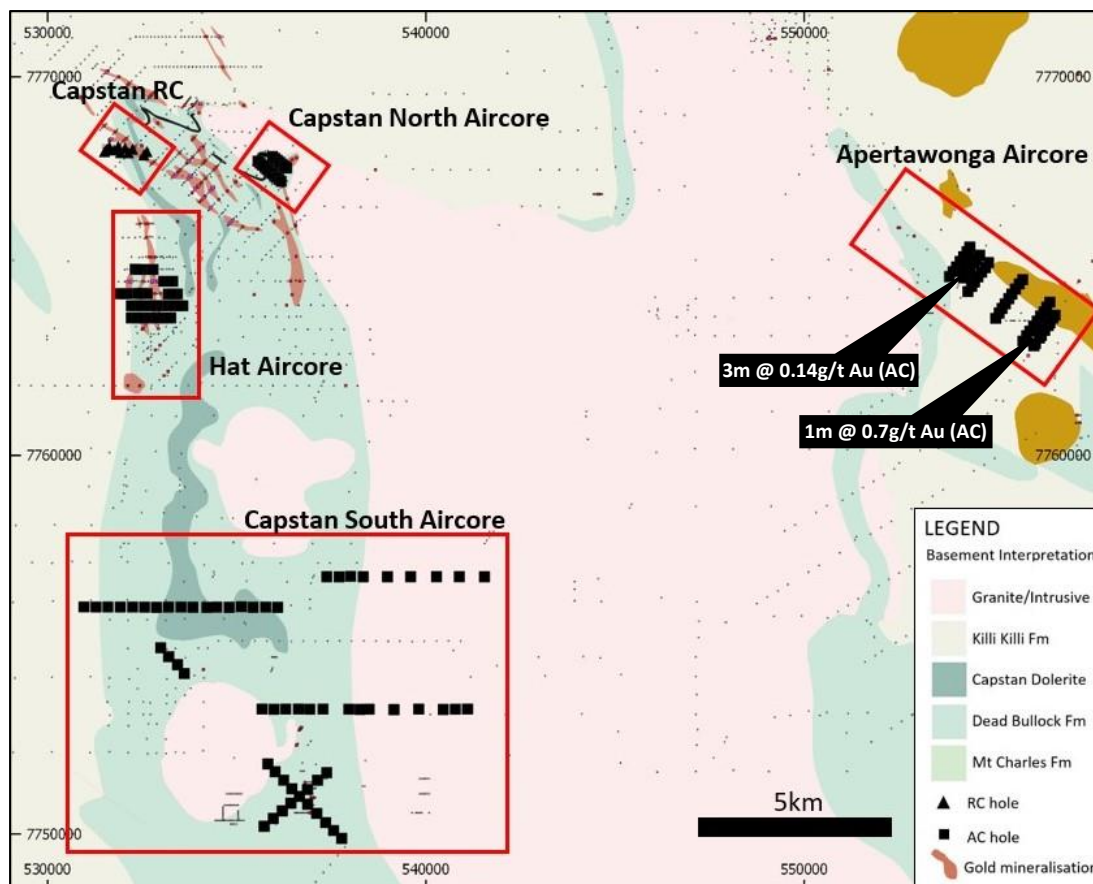 530000
540000
550000
7770000
7770000
Capstan RC
Capstan North Aircore
Apertawonga Aircore
Hat Aircore
3m @ 0.14g/t Au (AC)
1m @ 0.7g/t Au (AC)
7760000
7760000
Capstan South Aircore
LEGEND
Basement Interpretation
Granite/Intrusive
Killi Killi Fm
Capstan Dolerite
Dead Bullock Fm
Mt Charles Fm
RC hole
AC hole
Gold mineralisation
5km
7750000
530000
540000
550000